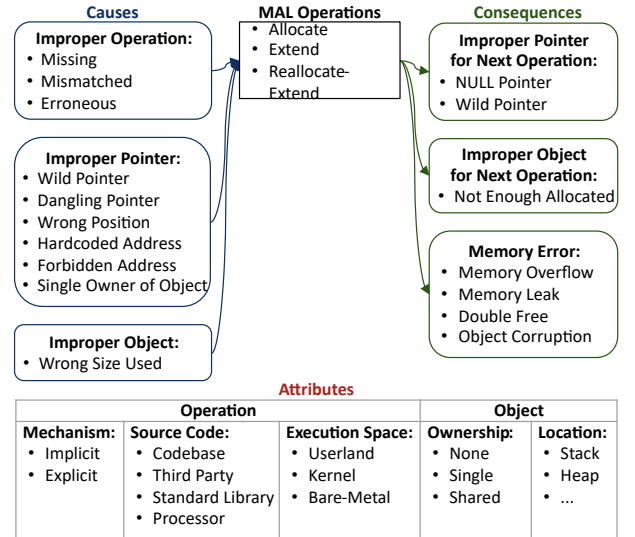 Causes
Improper Operation:
• Missing
• Mismatched
• Erroneous
Improper Pointer:
• Wild Pointer
• Dangling Pointer
• Wrong Position
• Hardcoded Address
• Forbidden Address
• Single Owner of Object
Improper Object:
• Wrong Size Used
MAL Operations
• Allocate
• Extend
• Reallocate-
Extend
Consequences
Improper Pointer
for Next Operation:
• NULL Pointer
• Wild Pointer
Improper Object
for Next Operation:
• Not Enough Allocated
Memory Error:
• Memory Overflow
• Memory Leak
• Double Free
• Object Corruption
Attributes
Operation
Object
Mechanism:
• Implicit
• Explicit
Source Code:
• Codebase
• Third Party
• Standard Library
• Processor
Execution Space:
• Userland
• Kernel
• Bare-Metal
Ownership:
• None
• Single
• Shared
Location:
• Stack
• Heap
• ...